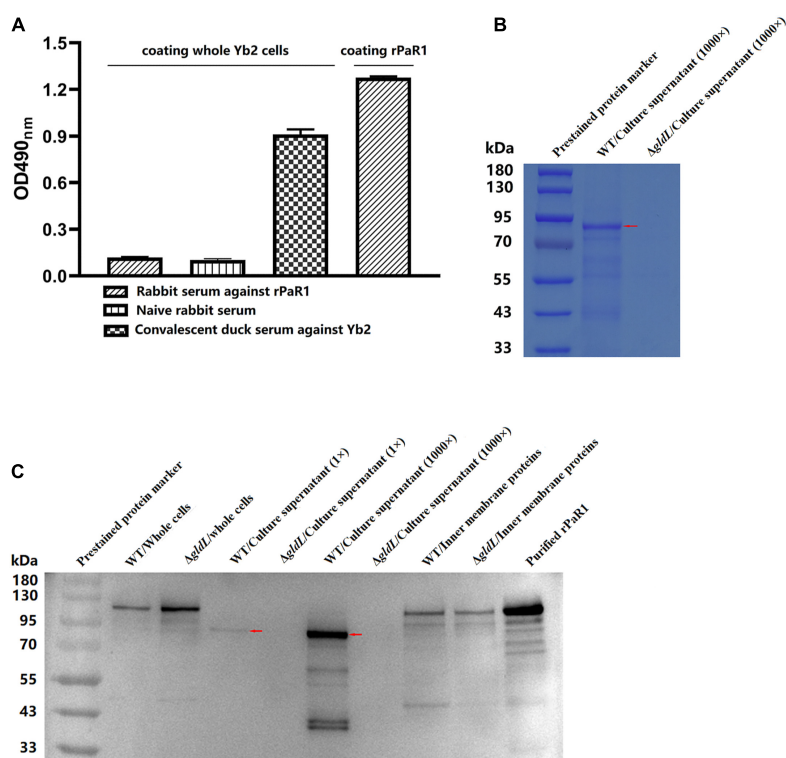 A
1.5
1.2
0.9
0.6
0.3
0.0
OD490nm
coating whole Yb2 cells
coating rPaR1
Rabbit serum against rPaR1
Naive rabbit serum
Convalescent duck serum against Yb2
B
Prestained protein marker
WT/Culture supernatant (1000×)
ΔgldL/Culture supernatant (1000×)
kDa
180
130
95
70
55
43
33
C
Prestained protein marker
WT/Whole cells
ΔgldL/whole cells
WT/Culture supernatant (1×)
ΔgldL/Culture supernatant (1×)
WT/Culture supernatant (1000×)
ΔgldL/Culture supernatant (1000×)
WT/Inner membrane proteins
ΔgldL/Inner membrane proteins
Purified rPaR1
kDa
180
130
95
70
55
43
33